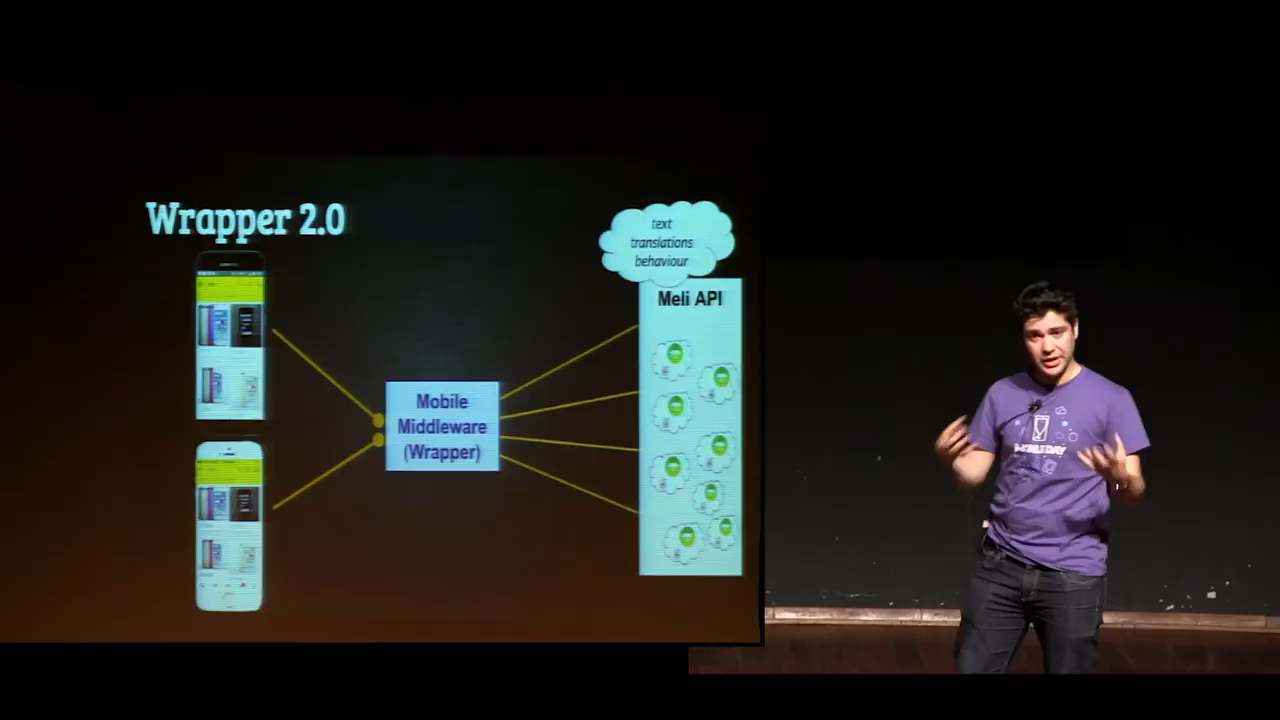 Wrapper 2.0
text
translations
behaviour
Meli API
Mobile
Middleware
(Wrapper)